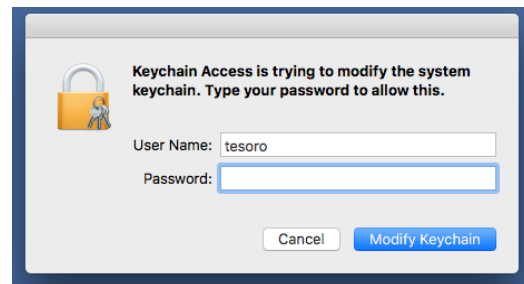 Keychain Access is trying to modify the system
keychain. Type your password to allow this.
User Name: tesoro
Password:
Cancel Modify Keychain